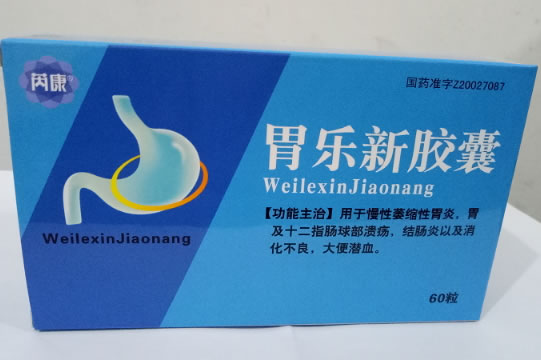 芮康
国药准字Z20027087
胃乐新胶囊
WeilexinJiaonang
【功能主治】用于慢性萎缩性胃炎,胃
及十二指肠球部溃疡,结肠炎以及消
化不良,大便潜血。
WeilexinJiaonang
60粒